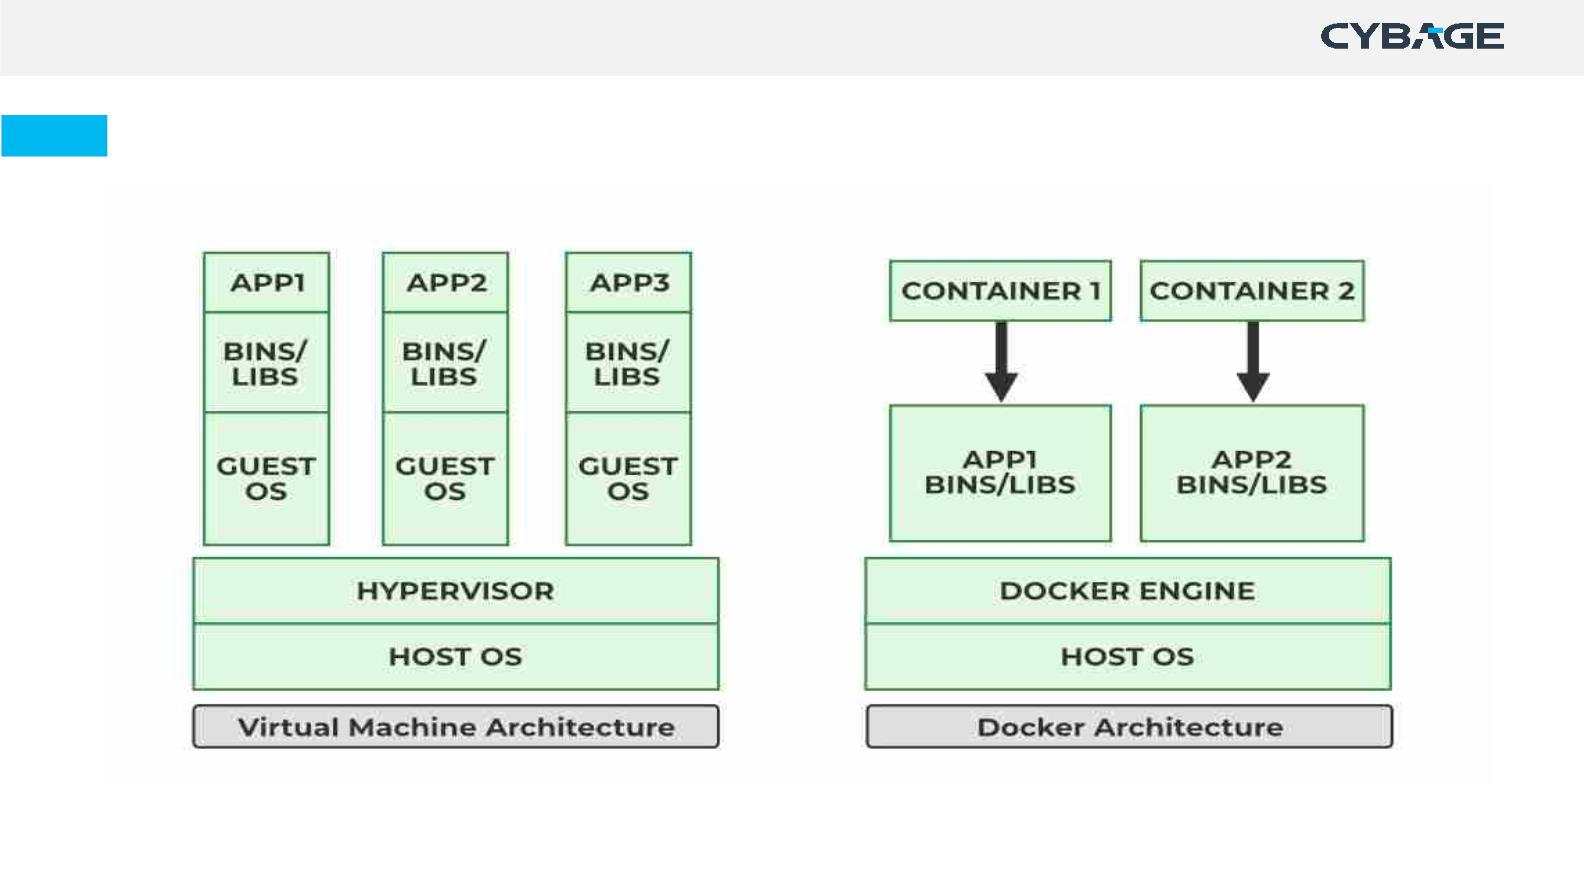 CYBAGE
APP1
BINS/
LIBS
GUEST
OS
APP2
BINS/
LIBS
GUEST
OS
APP3
BINS/
LIBS
GUEST
OS
HYPERVISOR
HOST OS
Virtual Machine Architecture
CONTAINER 1
CONTAINER 2
APP1
BINS/LIBS
APP2
BINS/LIBS
DOCKER ENGINE
HOST OS
Docker Architecture